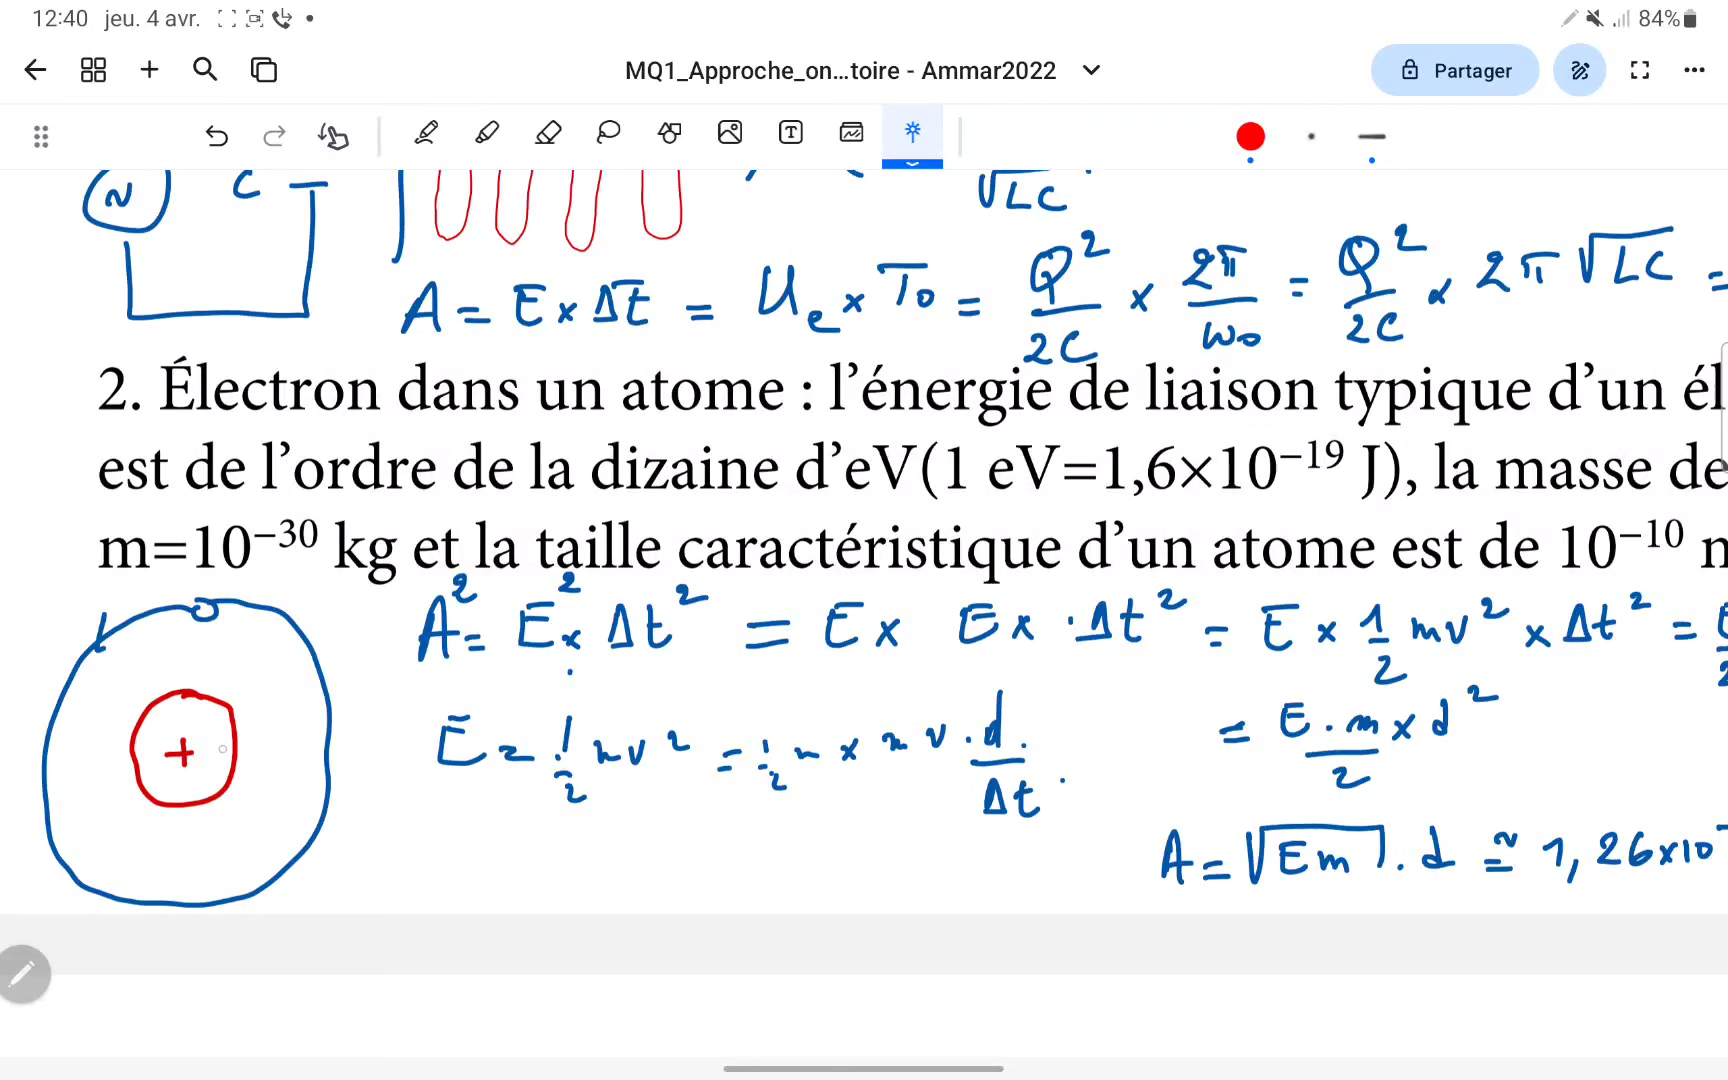 12:40 jeu. 4 avr. 84%
MQ1_Approche_on...toire - Ammar2022
Partager
N C √LC
A = E × Δt = Ue × T0 = Q²/2C × 2π/ω0 = Q²/2C × 2π √LC =
2. Électron dans un atome : l’énergie de liaison typique d’un él
est de l’ordre de la dizaine d’eV(1 eV=1,6×10⁻¹⁹ J), la masse de
m=10⁻³⁰ kg et la taille caractéristique d’un atome est de 10⁻¹⁰
A² = E² × Δt² = E × E × . Δt² = E × 1/2 mv² × Δt² =
E = 1/2 mv² = 1/2 m × m v . d/Δt .
= E . m × d²/2
+
A = √Em . d ≃ 1,26×10